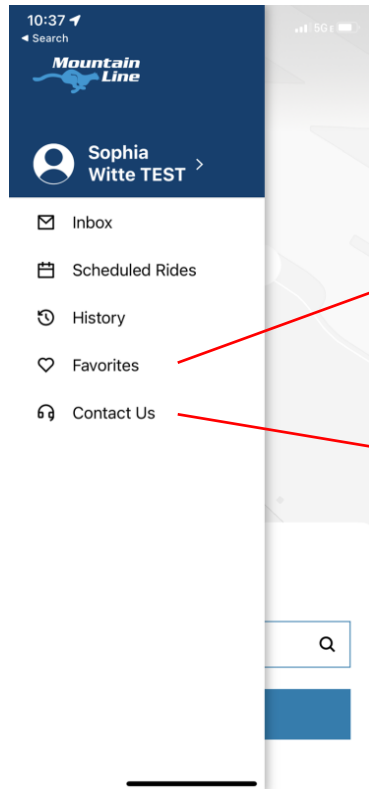 10:37
Search
Mountain
Line
Sophia
Witte TEST
Inbox
Scheduled Rides
History
Favorites
Contact Us